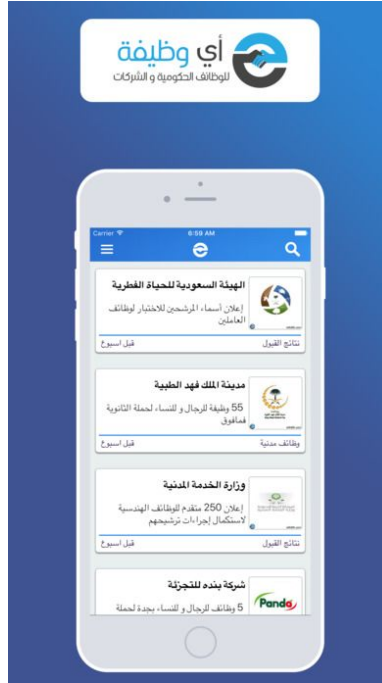 أي وظيفة
للوظائف الحكومية و الشركات
Carrier 6:59 AM
الهيئة السعودية للحياة الفطرية
إعلان أسماء المرشحين للاختبار لوظائف
العاملين
نتائج القبول
قبل اسبوع
مدينة الملك فهد الطبية
55 وظيفة للرجال و للنساء لحملة الثانوية
فمافوق
وظائف مدنية
قبل اسبوع
وزارة الخدمة المدنية
إعلان 250 متقدم للوظائف الهندسية
لاستكمال إجراءات ترشيحهم
نتائج القبول
قبل اسبوع
شركة بنده للتجزئة
5 وظائف للرجال و للنساء بجدة لحملة
Panda